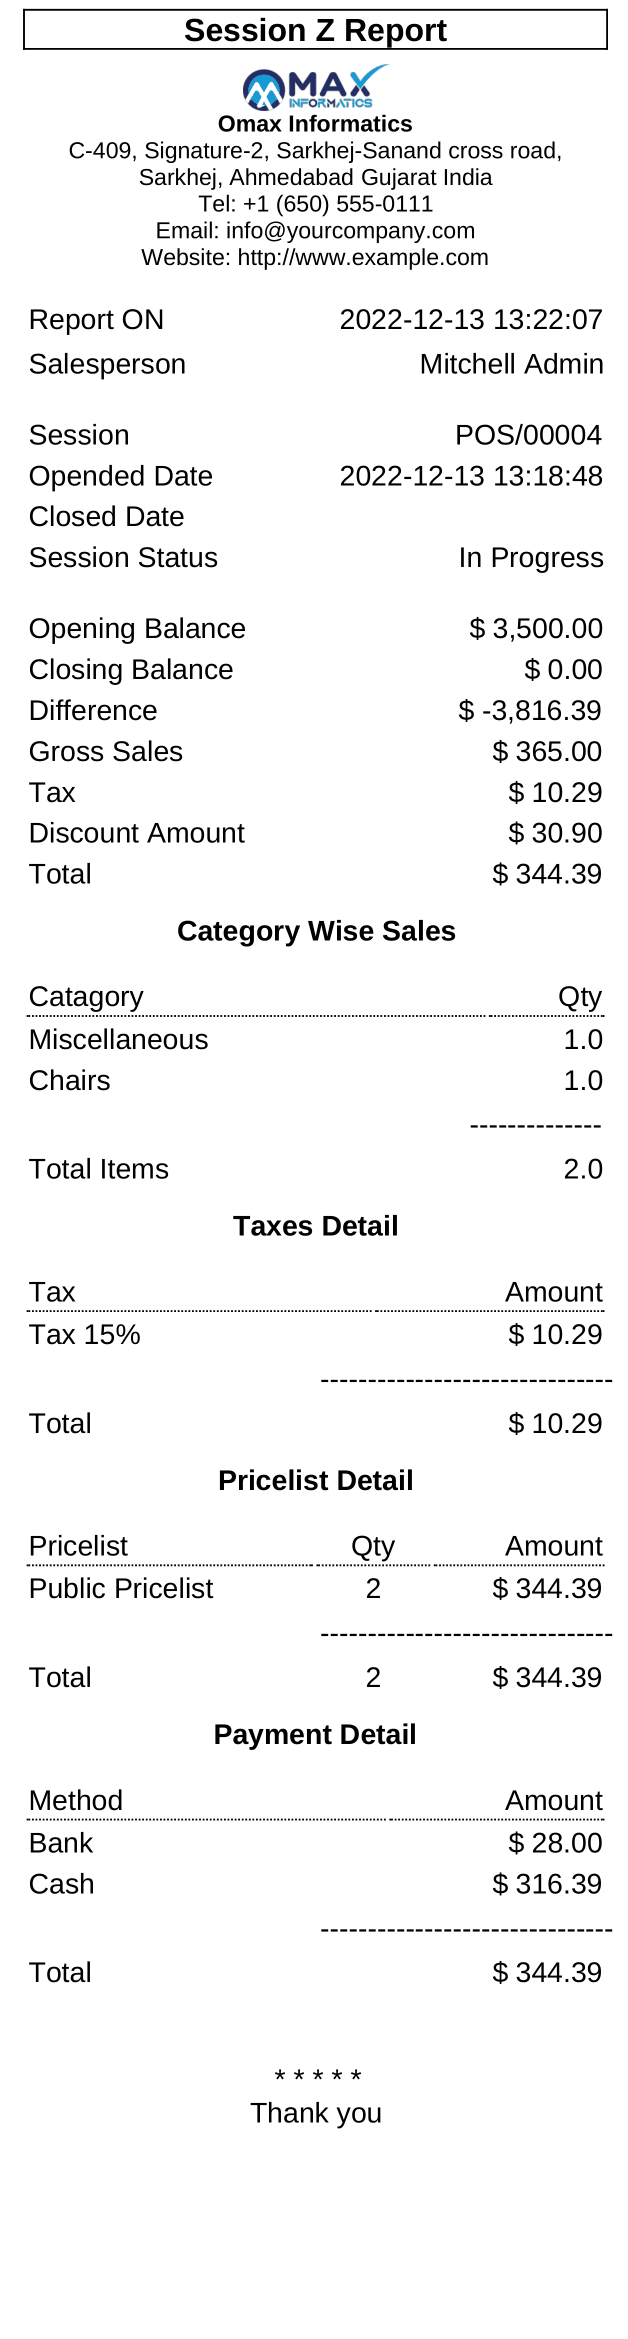 Session Z Report
OMAX
INFORMATICS
Omax Informatics
C-409, Signature-2, Sarkhej-Sanand cross road,
Sarkhej, Ahmedabad Gujarat India
Tel: +1 (650) 555-0111
Email: info@yourcompany.com
Website: http://www.example.com
Report ON 2022-12-13 13:22:07
Salesperson Mitchell Admin
Session POS/00004
Opended Date 2022-12-13 13:18:48
Closed Date
Session Status In Progress
Opening Balance $ 3,500.00
Closing Balance $ 0.00
Difference $ -3,816.39
Gross Sales $ 365.00
Tax $ 10.29
Discount Amount $ 30.90
Total $ 344.39
Category Wise Sales
Catagory Qty
Miscellaneous 1.0
Chairs 1.0
--------------
Total Items 2.0
Taxes Detail
Tax Amount
Tax 15% $ 10.29
-------------------------------
Total $ 10.29
Pricelist Detail
Pricelist Qty Amount
Public Pricelist 2 $ 344.39
-------------------------------
Total 2 $ 344.39
Payment Detail
Method Amount
Bank $ 28.00
Cash $ 316.39
-------------------------------
Total $ 344.39
* * * * *
Thank you